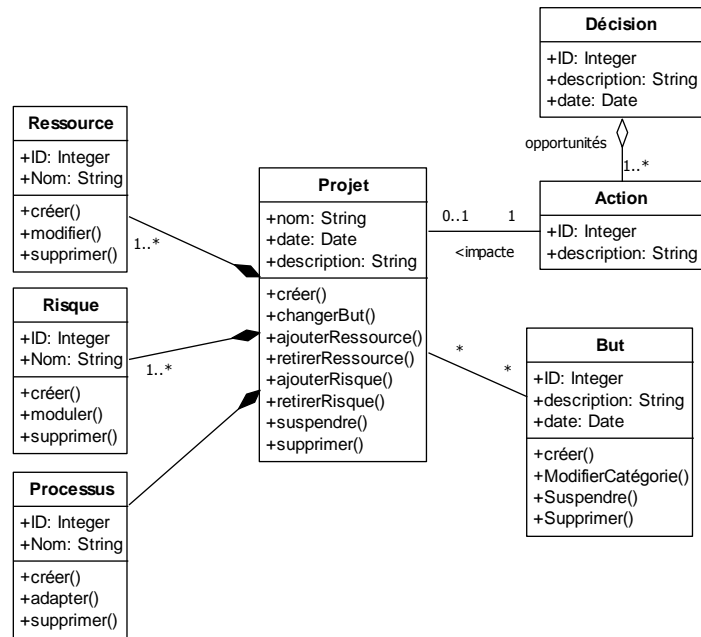 Décision
+ID: Integer
+description: String
+date: Date
opportunités
1..*
Action
+ID: Integer
+description: String
Ressource
+ID: Integer
+Nom: String
+créer()
+modifier()
+supprimer()
1..*
Projet
+nom: String
+date: Date
+description: String
+créer()
+changerBut()
+ajouterRessource()
+retirerRessource()
+ajouterRisque()
+retirerRisque()
+suspendre()
+supprimer()
0..1 1
<impacte
Risque
+ID: Integer
+Nom: String
+créer()
+moduler()
+supprimer()
1..*
*
*
But
+ID: Integer
+description: String
+date: Date
+créer()
+ModifierCatégorie()
+Suspendre()
+Supprimer()
Processus
+ID: Integer
+Nom: String
+créer()
+adapter()
+supprimer()